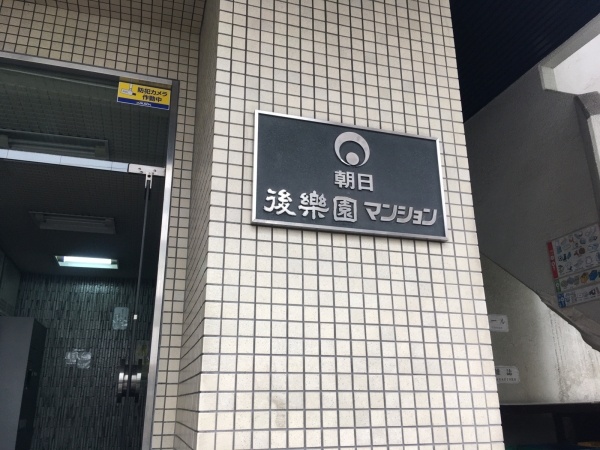 防犯カメラ
作動中
朝日
後樂園マンション